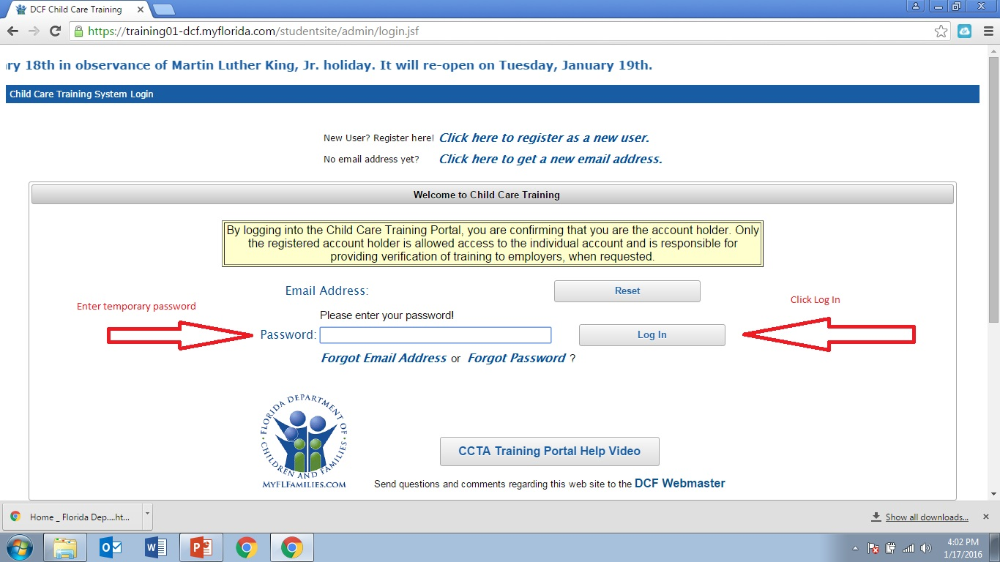 DCF Child Care Training
https://training01-dcf.myflorida.com/studentsite/admin/login.jsf
ry 18th in observance of Martin Luther King, Jr. holiday. It will re-open on Tuesday, January 19th.
Child Care Training System Login
New User? Register here! Click here to register as a new user.
No email address yet? Click here to get a new email address.
Welcome to Child Care Training
By logging into the Child Care Training Portal, you are confirming that you are the account holder. Only
the registered account holder is allowed access to the individual account and is responsible for
providing verification of training to employers, when requested.
Email Address: Reset
Enter temporary password
Click Log In
Please enter your password!
Password: Log In
Forgot Email Address or Forgot Password ?
FLORIDA DEPARTMENT OF
CHILDREN AND FAMILIES
MYFLFAMILIES.COM
CCTA Training Portal Help Video
Send questions and comments regarding this web site to the DCF Webmaster
Home _ Florida Dep....ht...
Show all downloads...
4:02 PM
1/17/2016